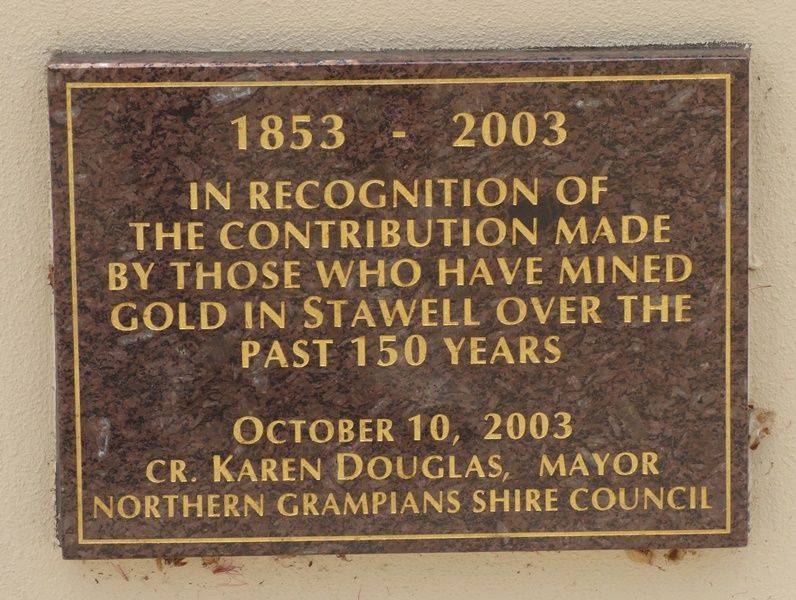 1853 - 2003
IN RECOGNITION OF
THE CONTRIBUTION MADE
BY THOSE WHO HAVE MINED
GOLD IN STAWELL OVER THE
PAST 150 YEARS
OCTOBER 10, 2003
CR. KAREN DOUGLAS, MAYOR
NORTHERN GRAMPIANS SHIRE COUNCIL